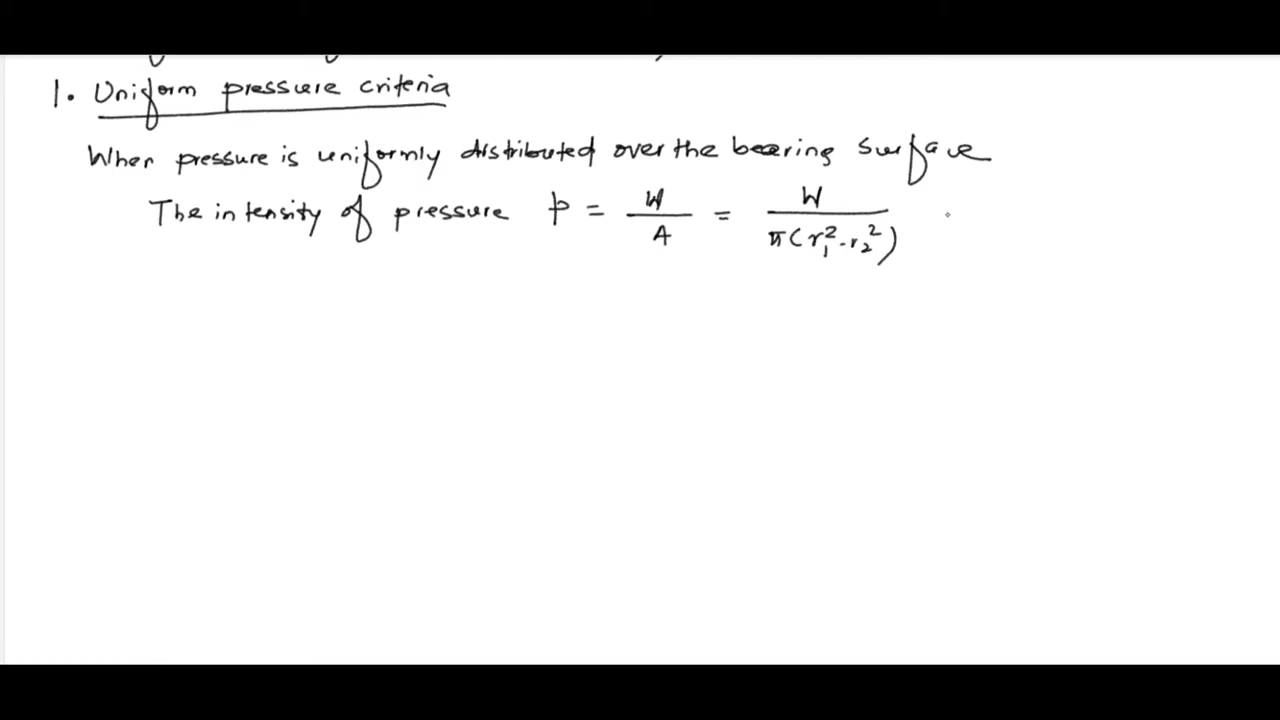 1. Uniform pressure criteria
When pressure is uniformly distributed over the bearing surface
The intensity of pressure p = W/A = W/π(r₁² - r₂²)